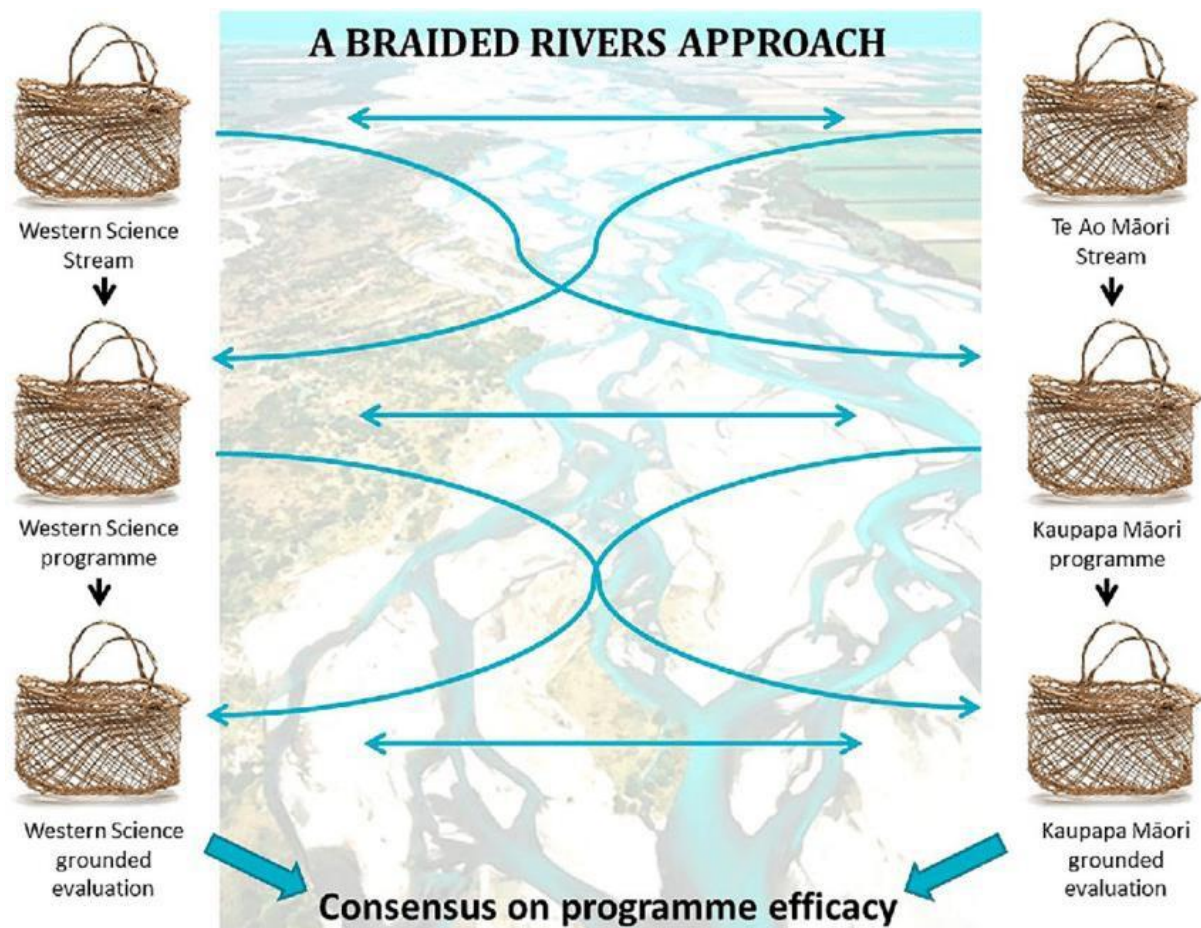 A BRAIDED RIVERS APPROACH
Western Science
Stream
Te Ao Māori
Stream
Western Science
programme
Kaupapa Māori
programme
Western Science
grounded
evaluation
Kaupapa Māori
grounded
evaluation
Consensus on programme efficacy